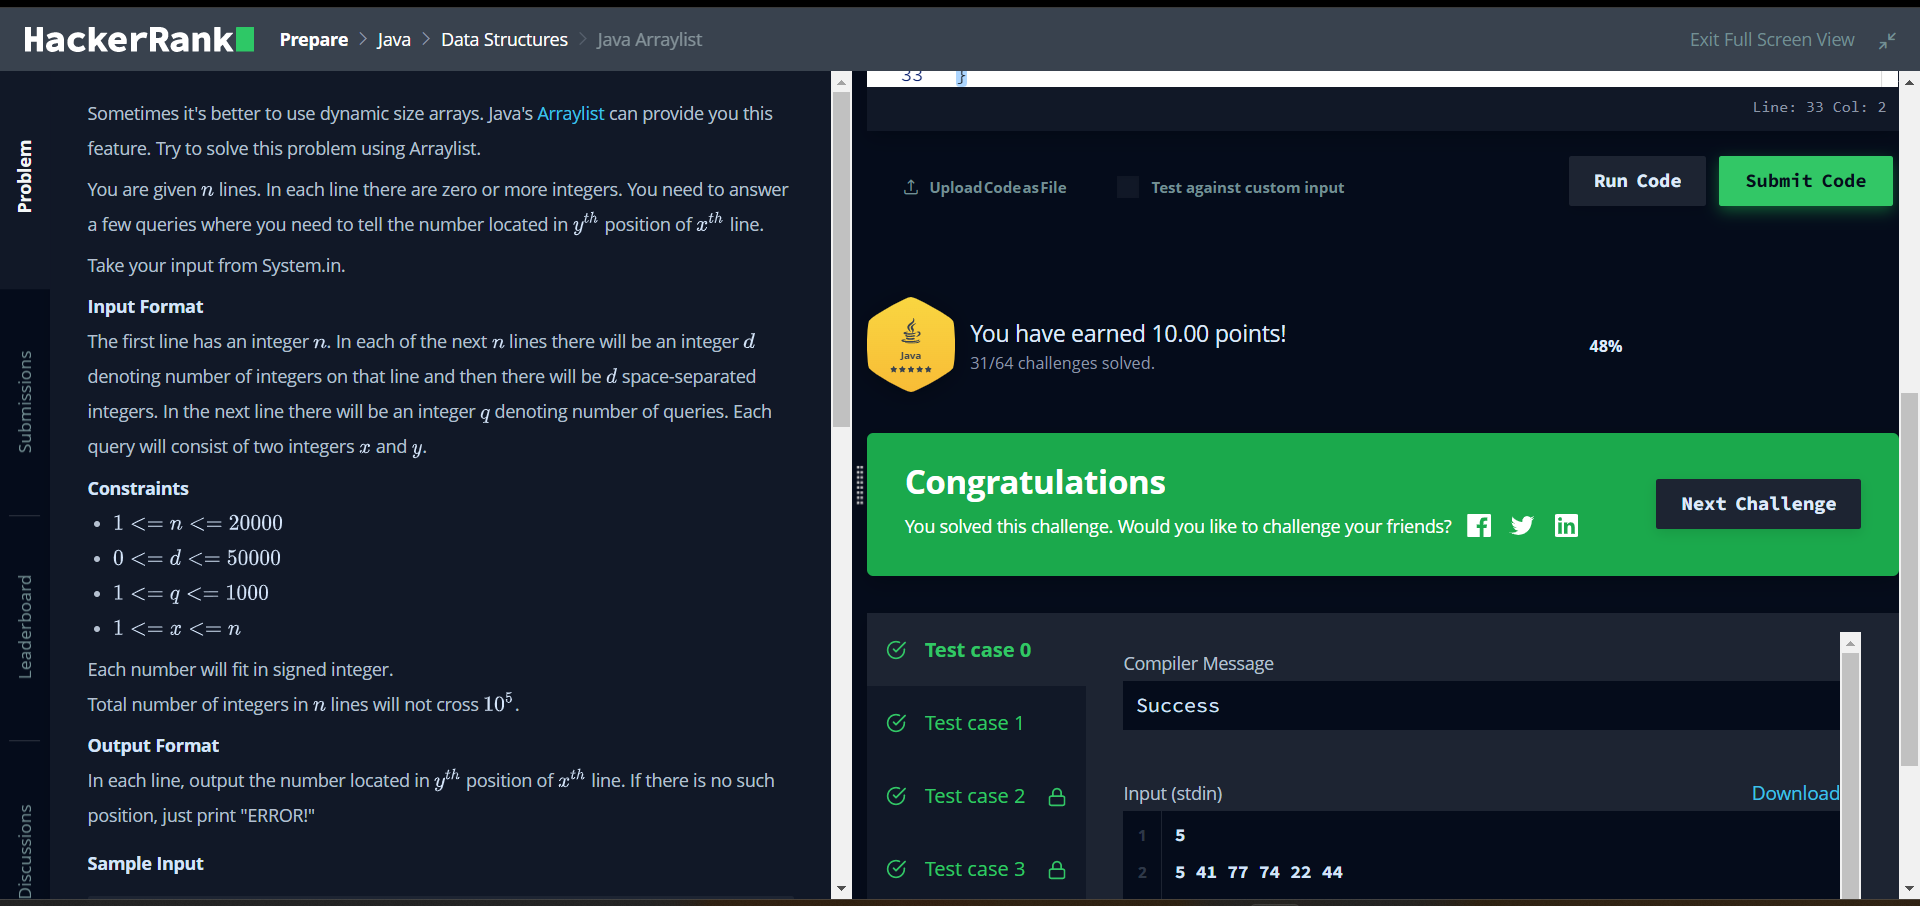 HackerRank
Prepare > Java > Data Structures > Java Arraylist
Exit Full Screen View
Problem
Submissions
Leaderboard
Discussions
Sometimes it's better to use dynamic size arrays. Java's Arraylist can provide you this
feature. Try to solve this problem using Arraylist.
You are given n lines. In each line there are zero or more integers. You need to answer
a few queries where you need to tell the number located in y^th position of x^th line.
Take your input from System.in.
Input Format
The first line has an integer n. In each of the next n lines there will be an integer d
denoting number of integers on that line and then there will be d space-separated
integers. In the next line there will be an integer q denoting number of queries. Each
query will consist of two integers x and y.
Constraints
• 1 <= n <= 20000
• 0 <= d <= 50000
• 1 <= q <= 1000
• 1 <= x <= n
Each number will fit in signed integer.
Total number of integers in n lines will not cross 10^5.
Output Format
In each line, output the number located in y^th position of x^th line. If there is no such
position, just print "ERROR!"
Sample Input
33 }
Line: 33 Col: 2
Upload Code as File
Test against custom input
Run Code
Submit Code
Java
You have earned 10.00 points!
31/64 challenges solved.
48%
Congratulations
You solved this challenge. Would you like to challenge your friends?
Next Challenge
Test case 0
Test case 1
Test case 2
Test case 3
Compiler Message
Success
Input (stdin)
Download
1 5
2 5 41 77 74 22 44